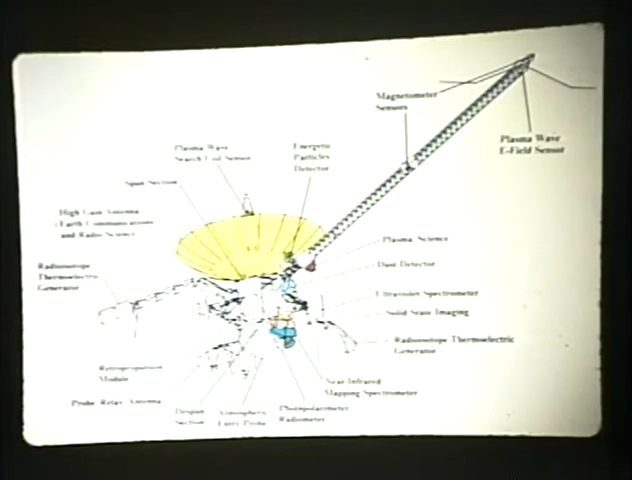 Magnetometer
Sensors
Plasma Wave
E-Field Sensor
Plasma Wave
Search Coil Sensor
Energetic
Particles
Detector
Spun Section
High Gain Antenna
(Earth Communications
and Radio Science)
Plasma Science
Radioisotope
Thermoelectric
Generator
Dust Detector
Ultraviolet Spectrometer
Solid State Imaging
Radioisotope Thermoelectric
Generator
Retropropulsion
Module
Near Infrared
Mapping Spectrometer
Probe Relay Antenna
Despun
Section
Atmospheric
Entry Probe
Photopolarimeter
Radiometer